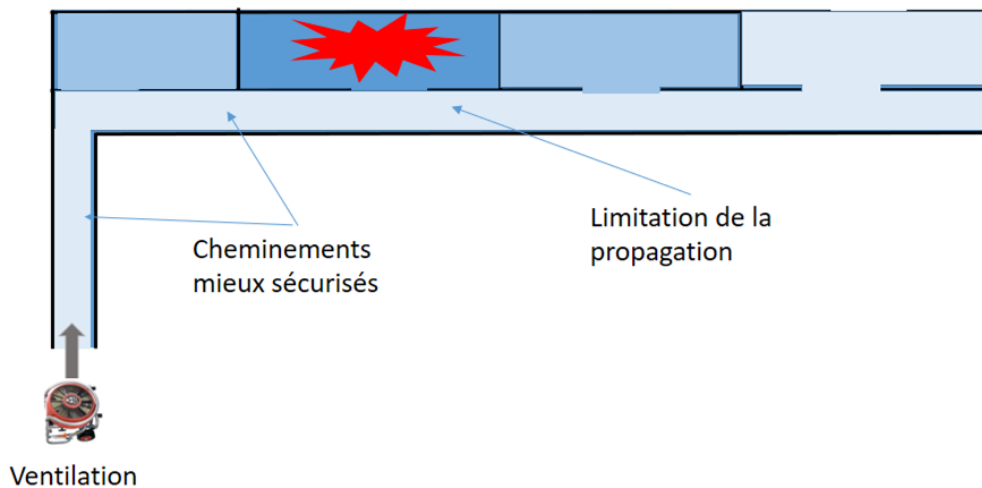 Cheminements
mieux sécurisés
Limitation de la
propagation
Ventilation